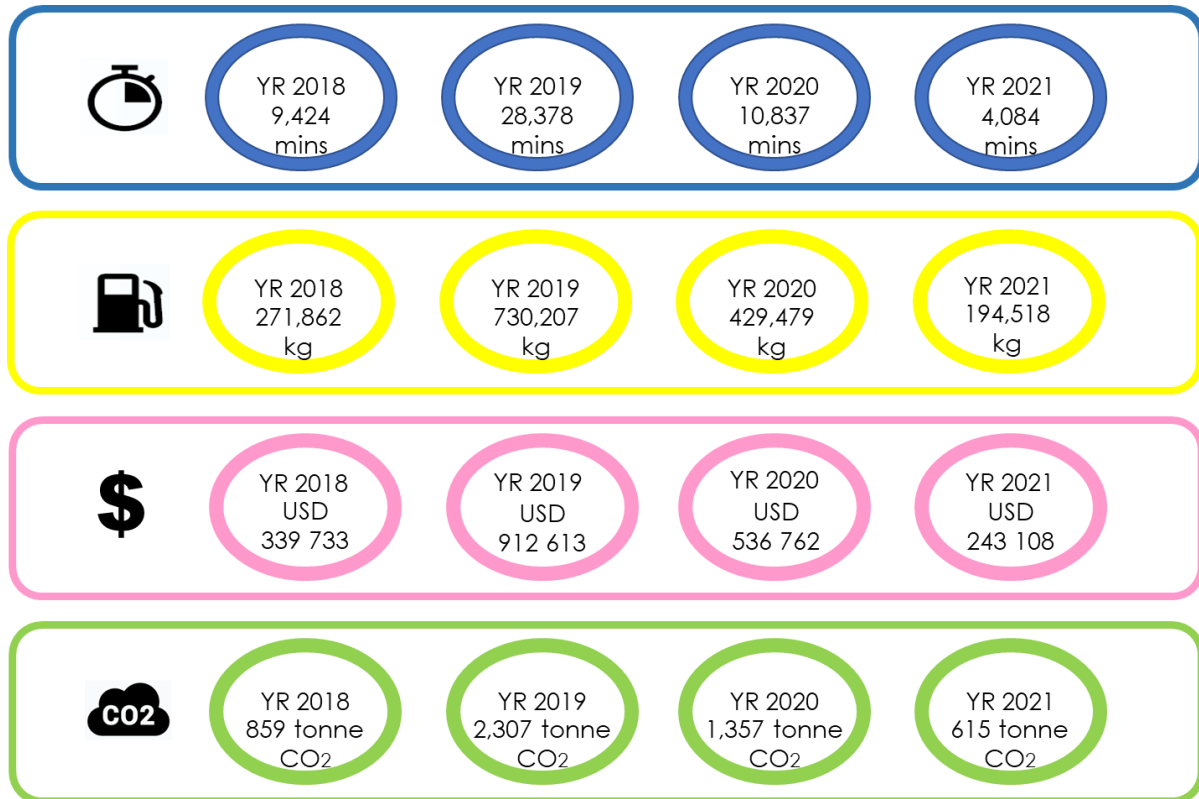 YR 2018
9,424
mins
YR 2019
28,378
mins
YR 2020
10,837
mins
YR 2021
4,084
mins
YR 2018
271,862
kg
YR 2019
730,207
kg
YR 2020
429,479
kg
YR 2021
194,518
kg
$
YR 2018
USD
339 733
YR 2019
USD
912 613
YR 2020
USD
536 762
YR 2021
USD
243 108
CO2
YR 2018
859 tonne
CO2
YR 2019
2,307 tonne
CO2
YR 2020
1,357 tonne
CO2
YR 2021
615 tonne
CO2